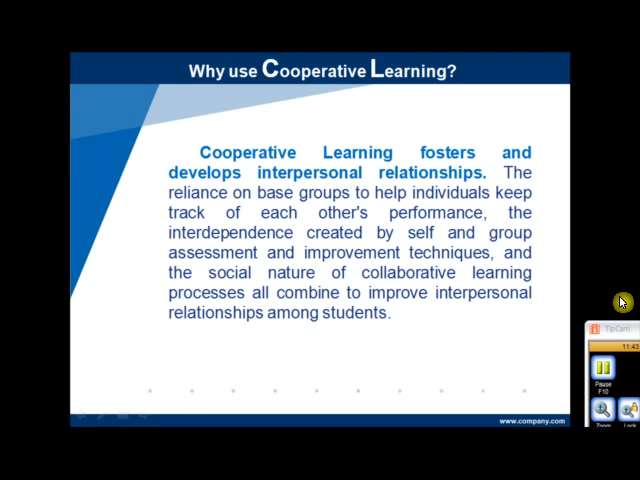 Why use Cooperative Learning?
Cooperative Learning fosters and
develops interpersonal relationships. The
reliance on base groups to help individuals keep
track of each other's performance, the
interdependence created by self and group
assessment and improvement techniques, and
the social nature of collaborative learning
processes all combine to improve interpersonal
relationships among students.
www.company.com
TipCam
11:43
Pause
F10
Zoom
Lock